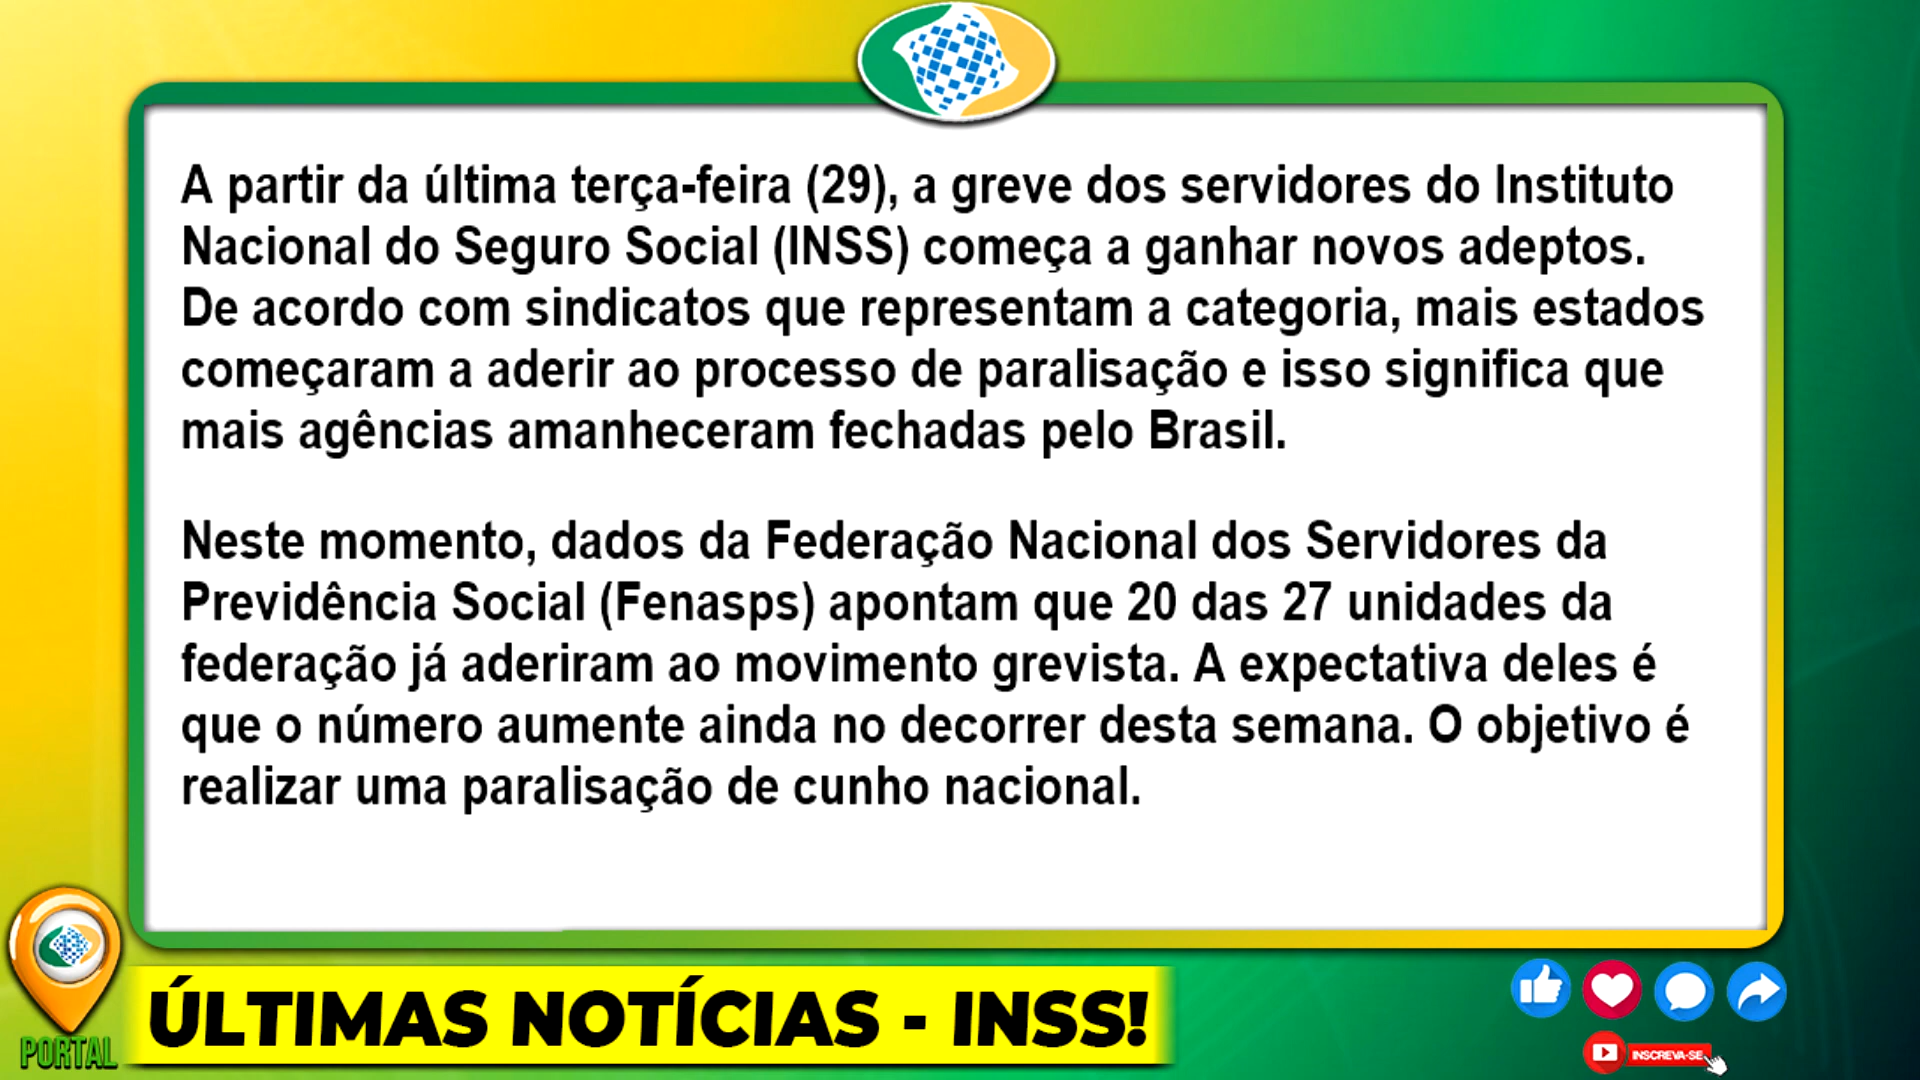 A partir da última terça-feira (29), a greve dos servidores do Instituto
Nacional do Seguro Social (INSS) começa a ganhar novos adeptos.
De acordo com sindicatos que representam a categoria, mais estados
começaram a aderir ao processo de paralisação e isso significa que
mais agências amanheceram fechadas pelo Brasil.
Neste momento, dados da Federação Nacional dos Servidores da
Previdência Social (Fenasps) apontam que 20 das 27 unidades da
federação já aderiram ao movimento grevista. A expectativa deles é
que o número aumente ainda no decorrer desta semana. O objetivo é
realizar uma paralisação de cunho nacional.
PORTAL
ÚLTIMAS NOTÍCIAS - INSS!
INSCREVA-SE